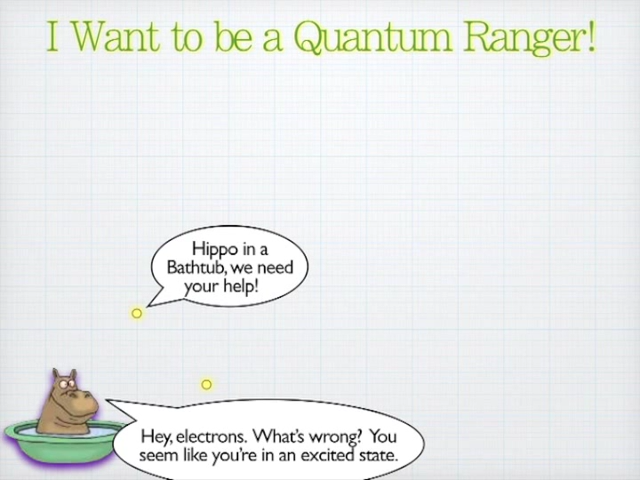 I Want to be a Quantum Ranger!
Hippo in a
Bathtub, we need
your help!
Hey, electrons. What's wrong? You
seem like you're in an excited state.